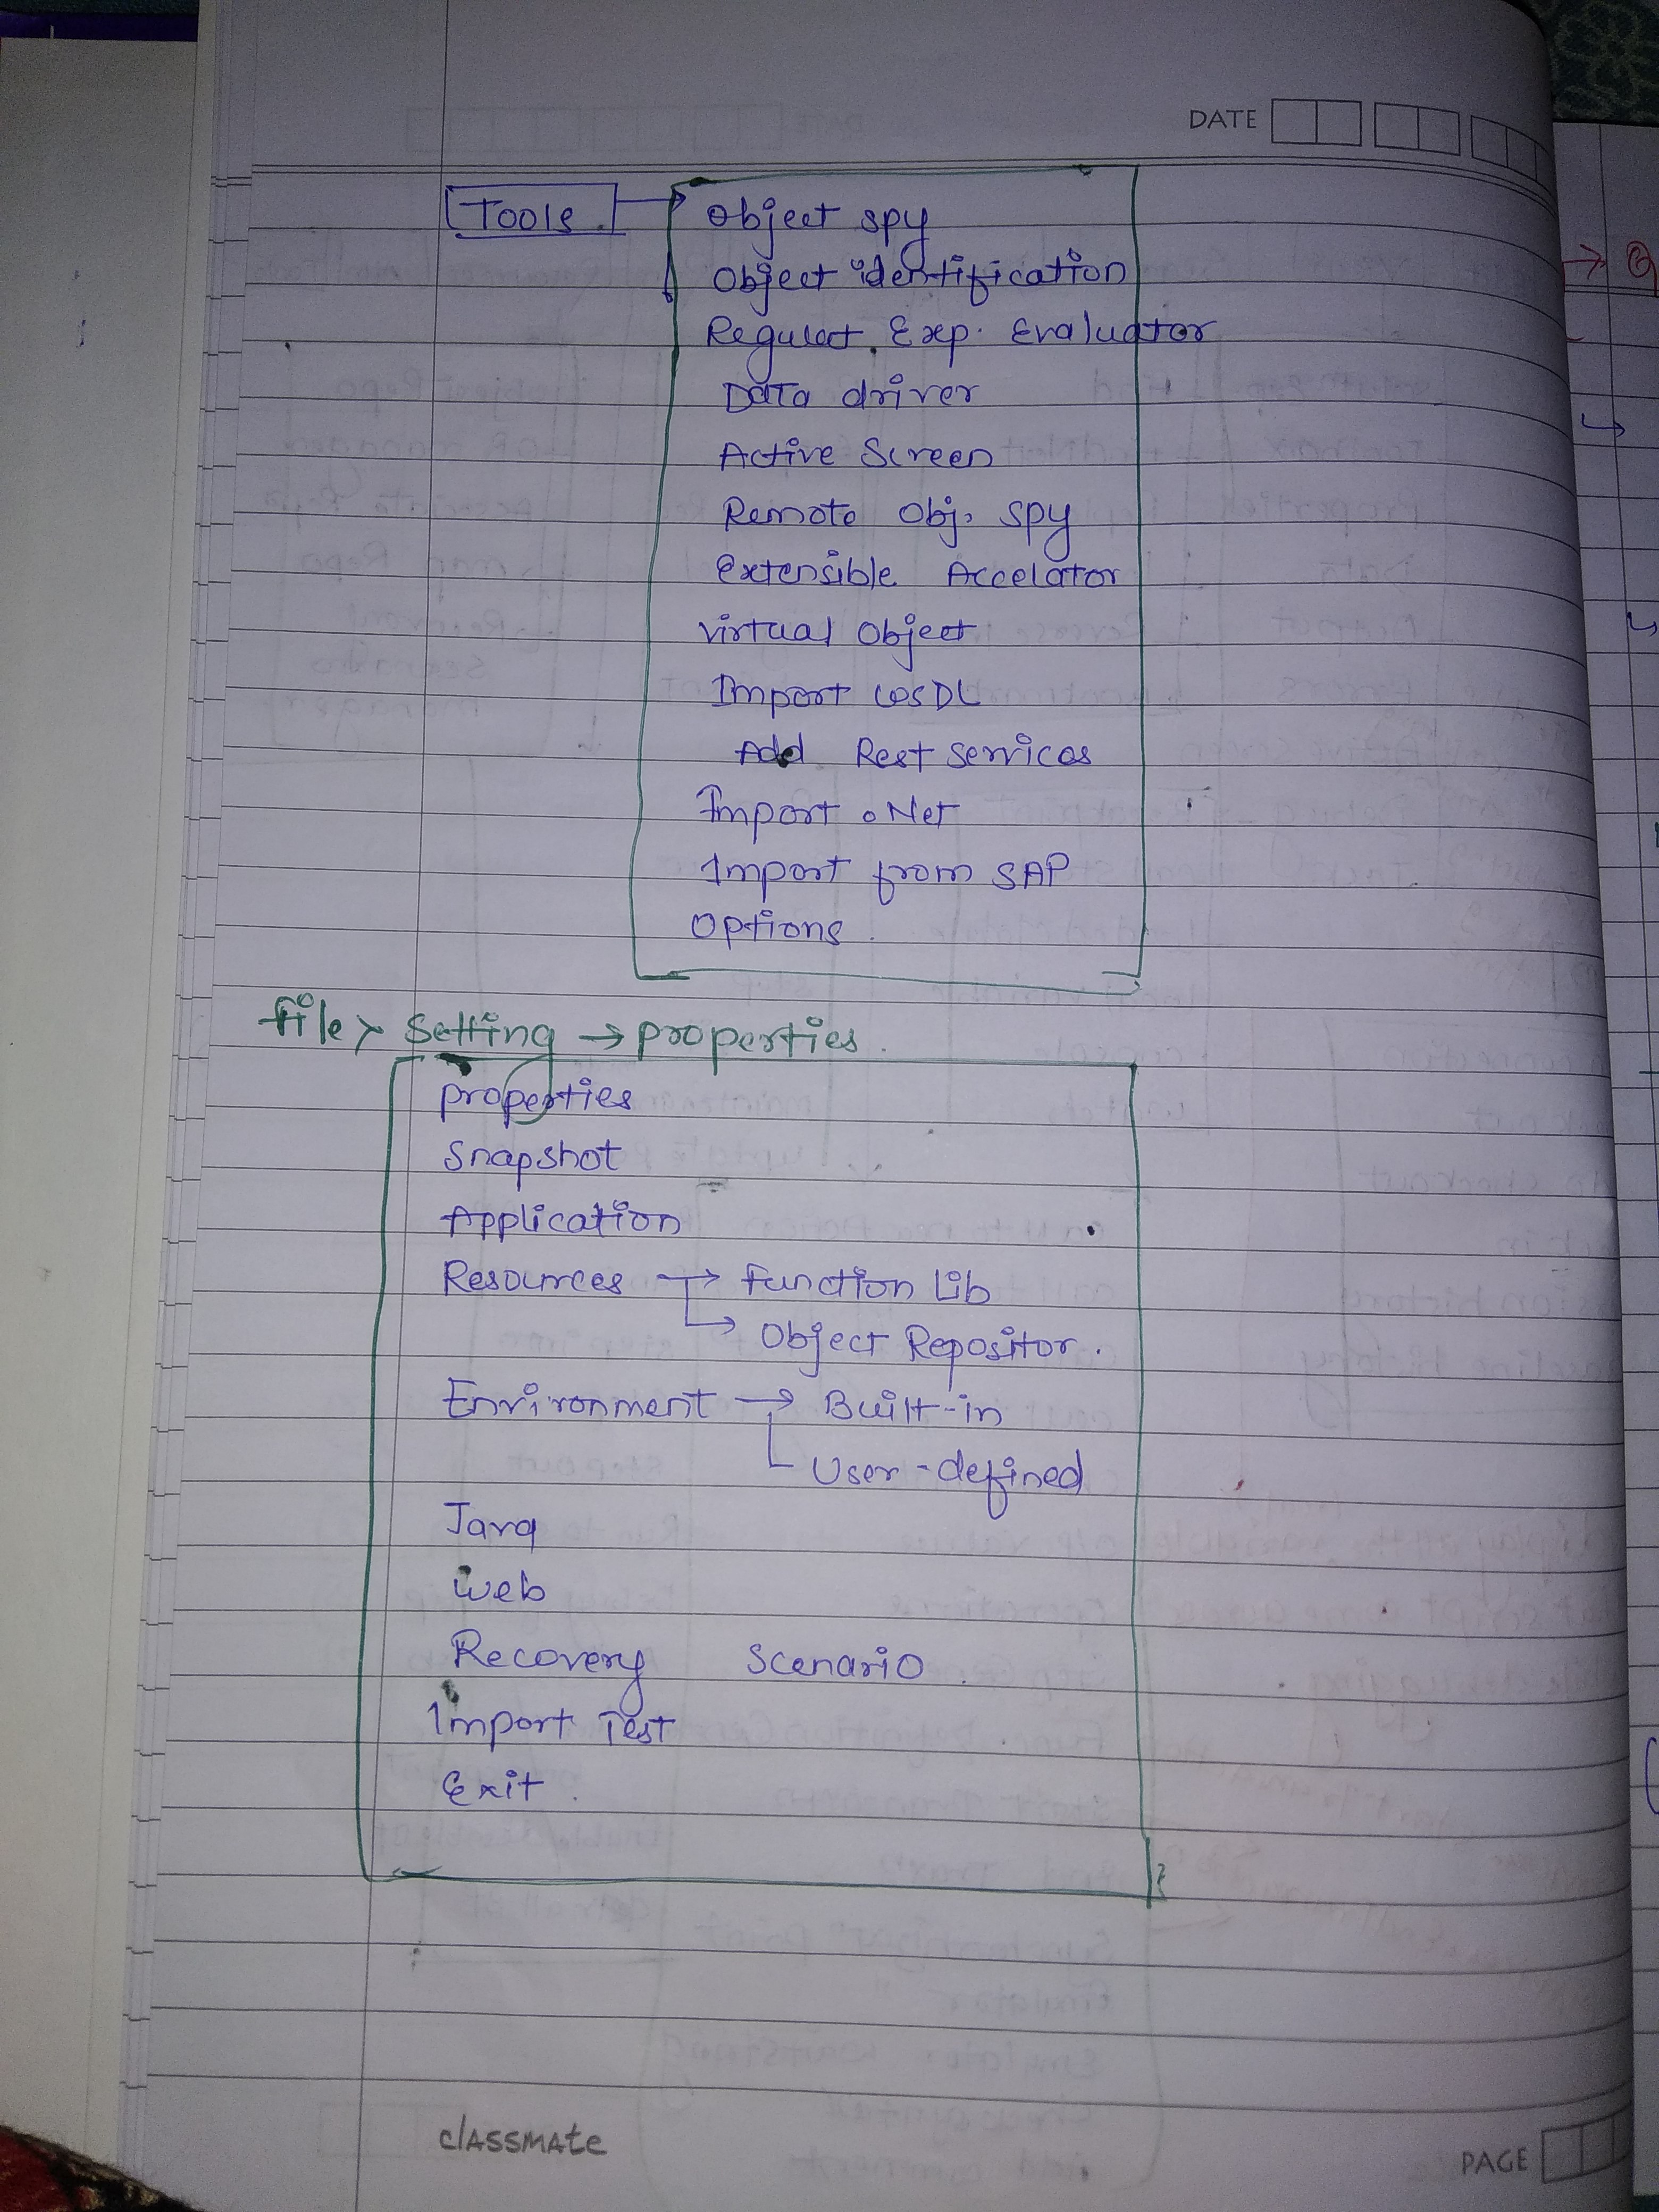 DATE
Tools → Object spy
Object identification
Regular. Exp. Evaluator
Data driver
Active Screen
Remote Obj. spy
Extensible Accelator
Virtual Object
Import WSDL
Add Rest services
Import .Net
Import from SAP
Options
file > Setting → properties.
properties
Snapshot
Application
Resources → Function Lib
→ Object Repositor.
Environment → Built-in
User-defined
Java
web
Recovery Scenario
Import Test
Exit.
classmate
PAGE